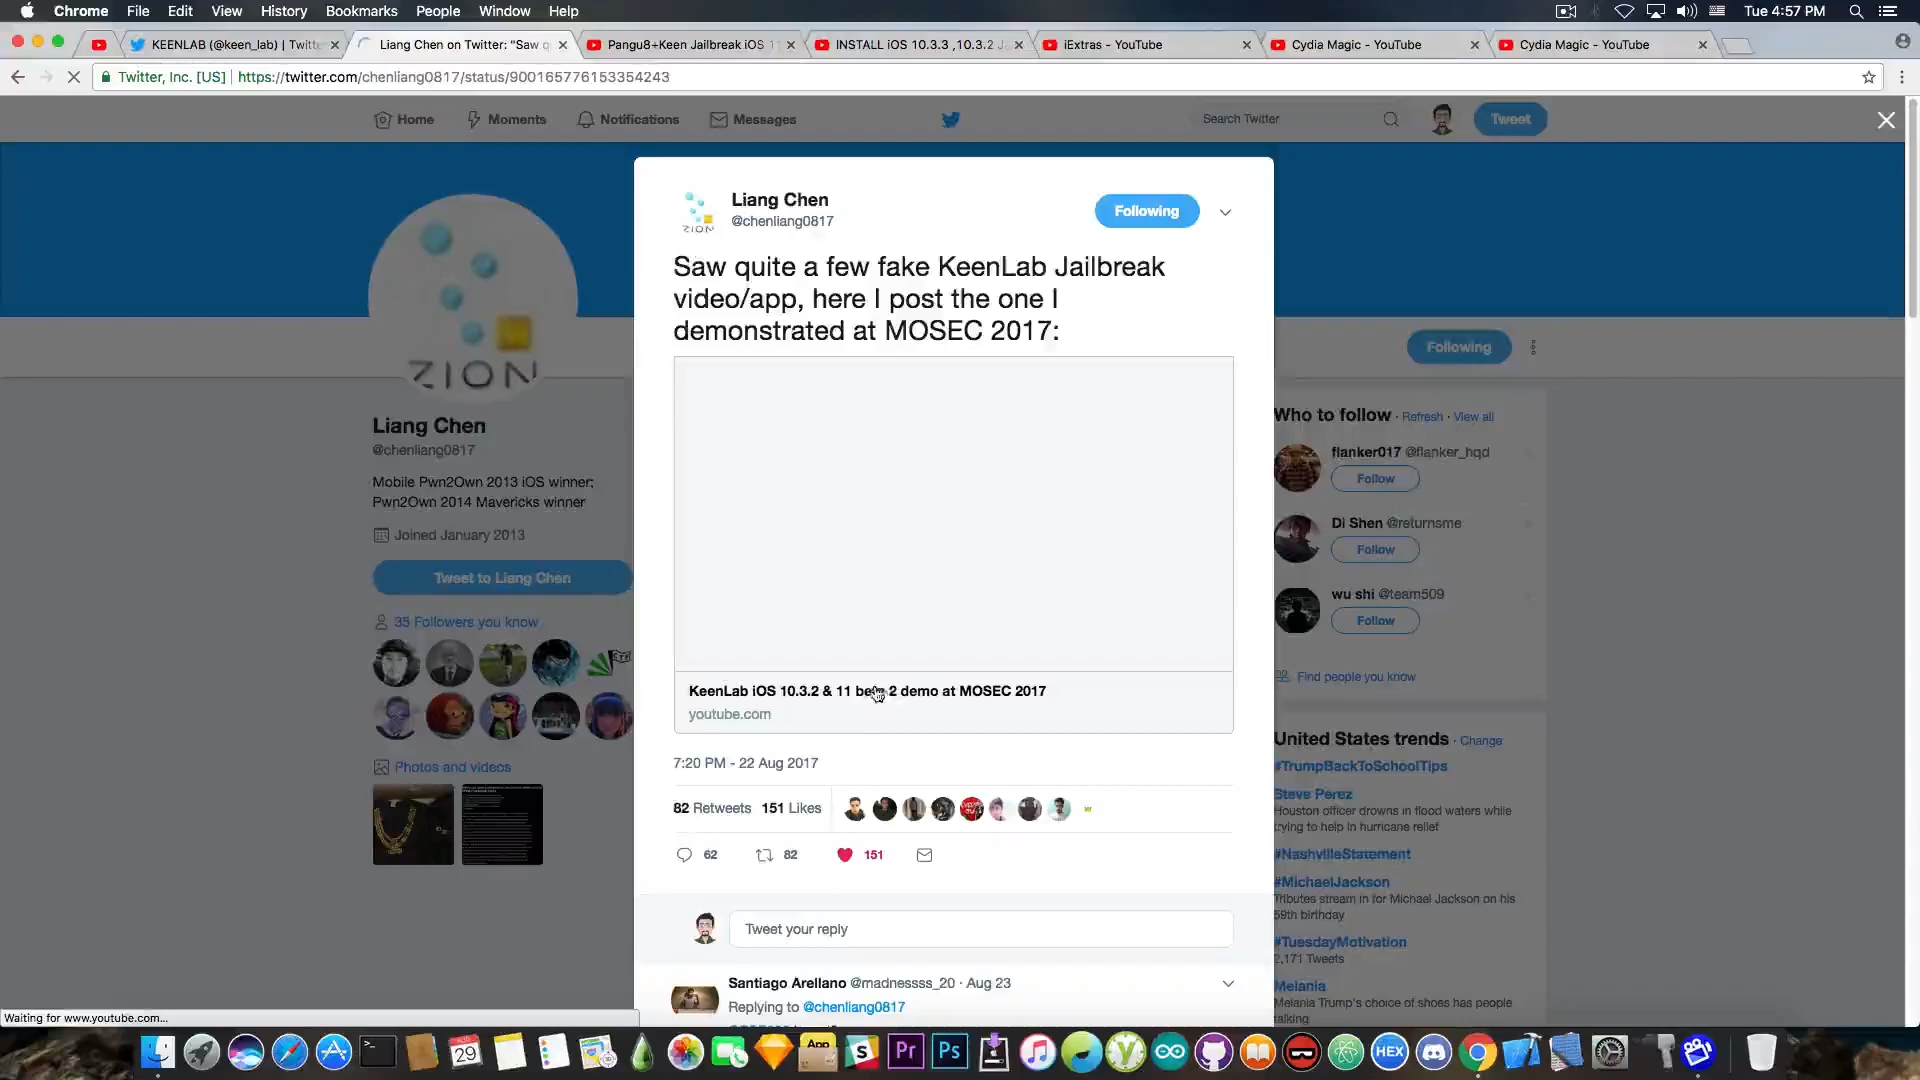 Chrome File Edit View History Bookmarks People Window Help
Tue 4:57 PM
KEENLAB (@keen_lab) | Twitte
Liang Chen on Twitter: "Saw q
Pangu8+Keen Jailbreak iOS 1
INSTALL iOS 10.3.3 ,10.3.2 J
iExtras - YouTube
Cydia Magic - YouTube
Cydia Magic - YouTube
Twitter, Inc. [US] | https://twitter.com/chenliang0817/status/900165776153354243
Home Moments Notifications Messages
Search Twitter
Tweet
ZION
Liang Chen
@chenliang0817
Following
Saw quite a few fake KeenLab Jailbreak
video/app, here I post the one I
demonstrated at MOSEC 2017:
KeenLab iOS 10.3.2 & 11 beta 2 demo at MOSEC 2017
youtube.com
7:20 PM - 22 Aug 2017
82 Retweets 151 Likes
62 82 151
Tweet your reply
Santiago Arellano @madnessss_20 · Aug 23
Replying to @chenliang0817
ZION
Liang Chen
@chenliang0817
Mobile Pwn2Own 2013 iOS winner;
Pwn2Own 2014 Mavericks winner
Joined January 2013
Tweet to Liang Chen
35 Followers you know
Photos and videos
Following
Who to follow · Refresh · View all
flanker017 @flanker_hqd
Follow
Di Shen @returnsme
Follow
wu shi @team509
Follow
Find people you know
United States trends · Change
#TrumpBackToSchoolTips
Steve Perez
Houston officer drowns in flood waters while
trying to help in hurricane relief
#NashvilleStatement
#MichaelJackson
Tributes stream in for Michael Jackson on his
59th birthday
#TuesdayMotivation
2,171 Tweets
Melania
Melania Trump's choice of shoes has people
talking
Waiting for www.youtube.com...
29
App
S
Pr
Ps
HEX